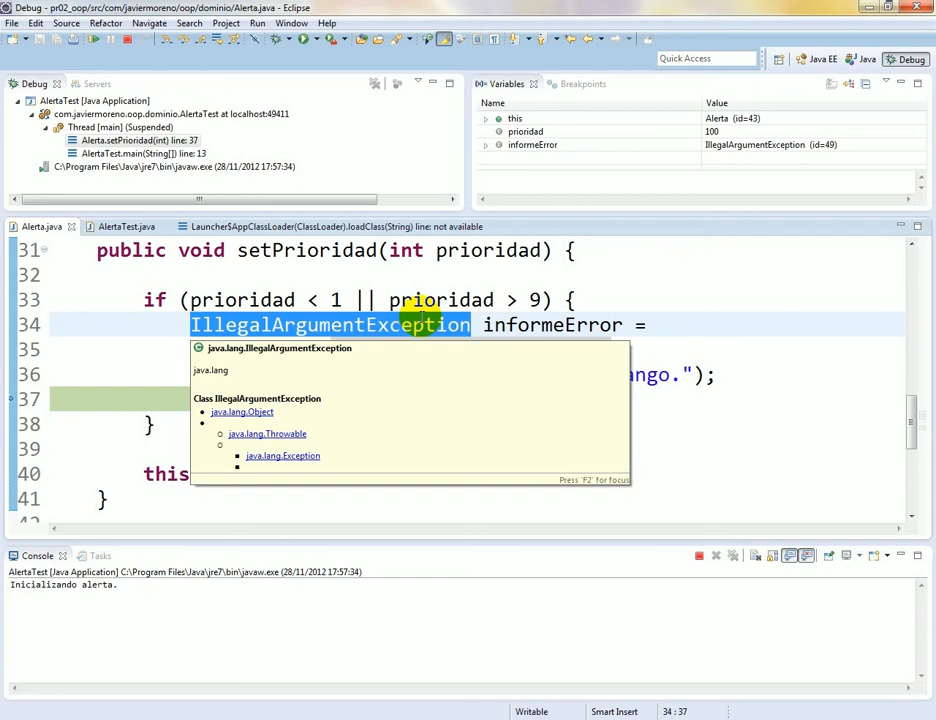 Debug - pr02_oop/src/com/javiermoreno/oop/dominio/Alerta.java - Eclipse
File Edit Source Refactor Navigate Search Project Run Window Help
Quick Access
Java EE Java Debug
Debug Servers
AlertaTest [Java Application]
com.javiermoreno.oop.dominio.AlertaTest at localhost:49411
Thread [main] (Suspended)
Alerta.setPrioridad(int) line: 37
AlertaTest.main(String[]) line: 13
C:\Program Files\Java\jre7\bin\javaw.exe (28/11/2012 17:57:34)
Variables Breakpoints
Name Value
this Alerta (id=43)
prioridad 100
informeError IllegalArgumentException (id=49)
Alerta.java AlertaTest.java Launcher$AppClassLoader(ClassLoader).loadClass(String) line: not available
31 public void setPrioridad(int prioridad) {
32
33 if (prioridad < 1 || prioridad > 9) {
34 IllegalArgumentException informeError =
35
36 ango.");
37
38 }
39
40 this
41 }
42
java.lang.IllegalArgumentException
java.lang
Class IllegalArgumentException
java.lang.Object
java.lang.Throwable
java.lang.Exception
Press 'F2' for focus
Console Tasks
AlertaTest [Java Application] C:\Program Files\Java\jre7\bin\javaw.exe (28/11/2012 17:57:34)
Inicializando alerta.
Writable Smart Insert 34 : 37